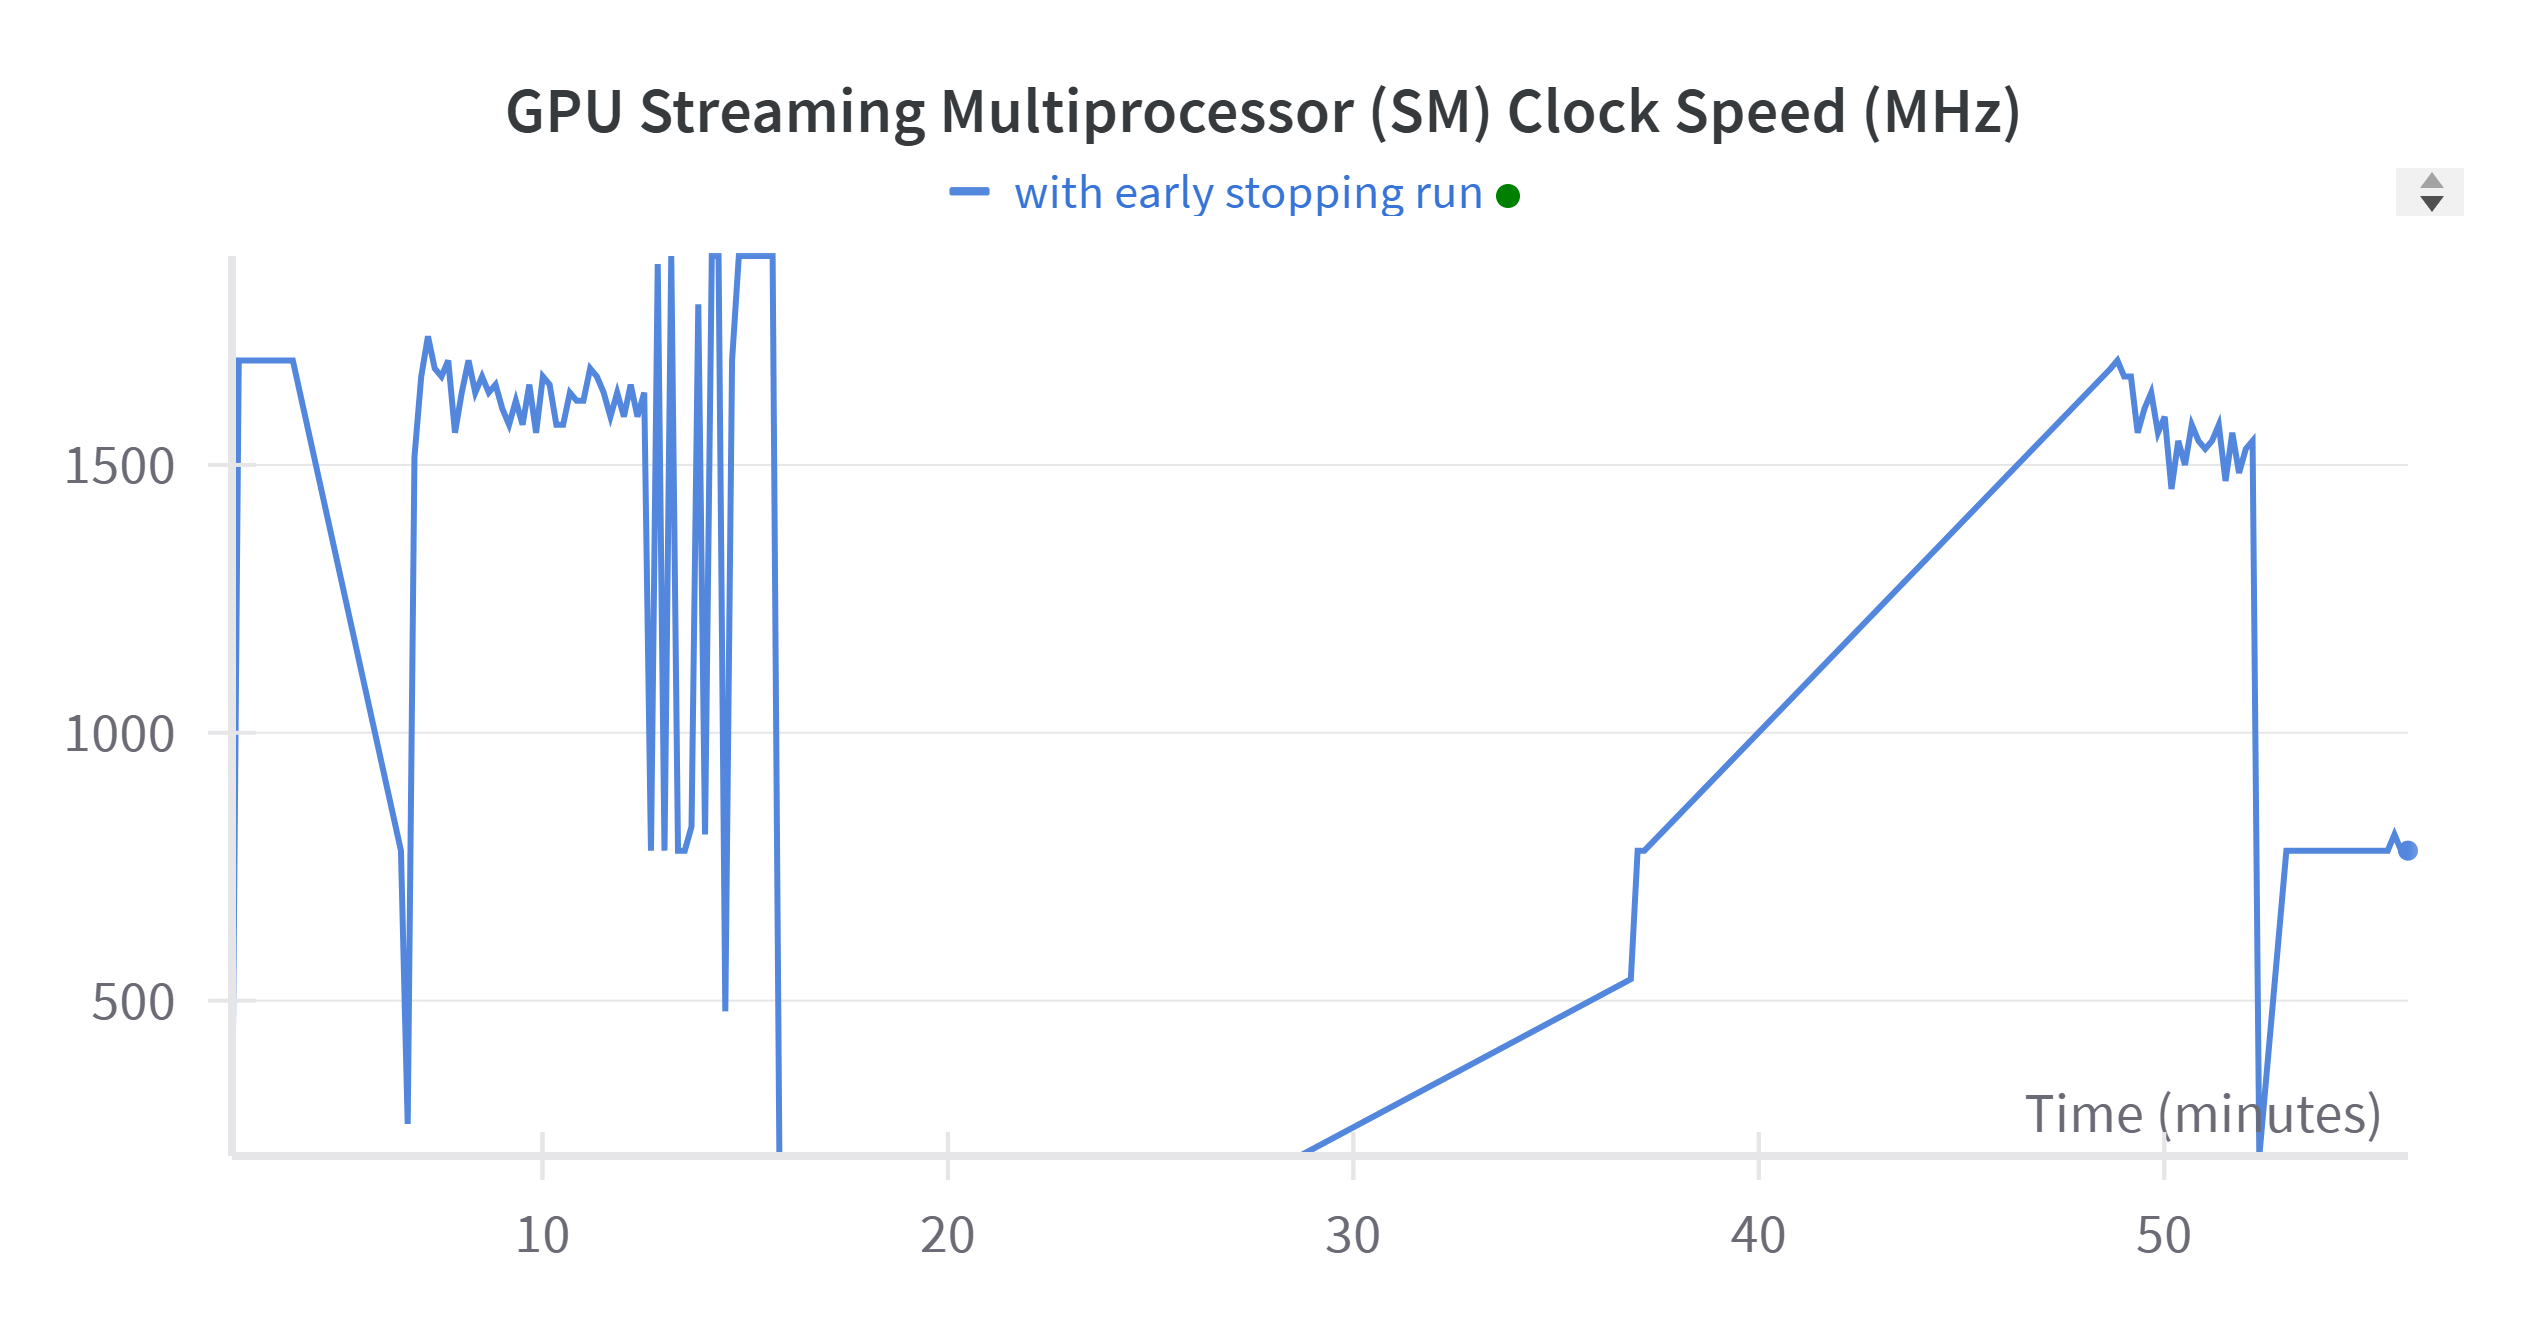 GPU Streaming Multiprocessor (SM) Clock Speed (MHz)
with early stopping run
1500
1000
500
Time (minutes)
10 20 30 40 50